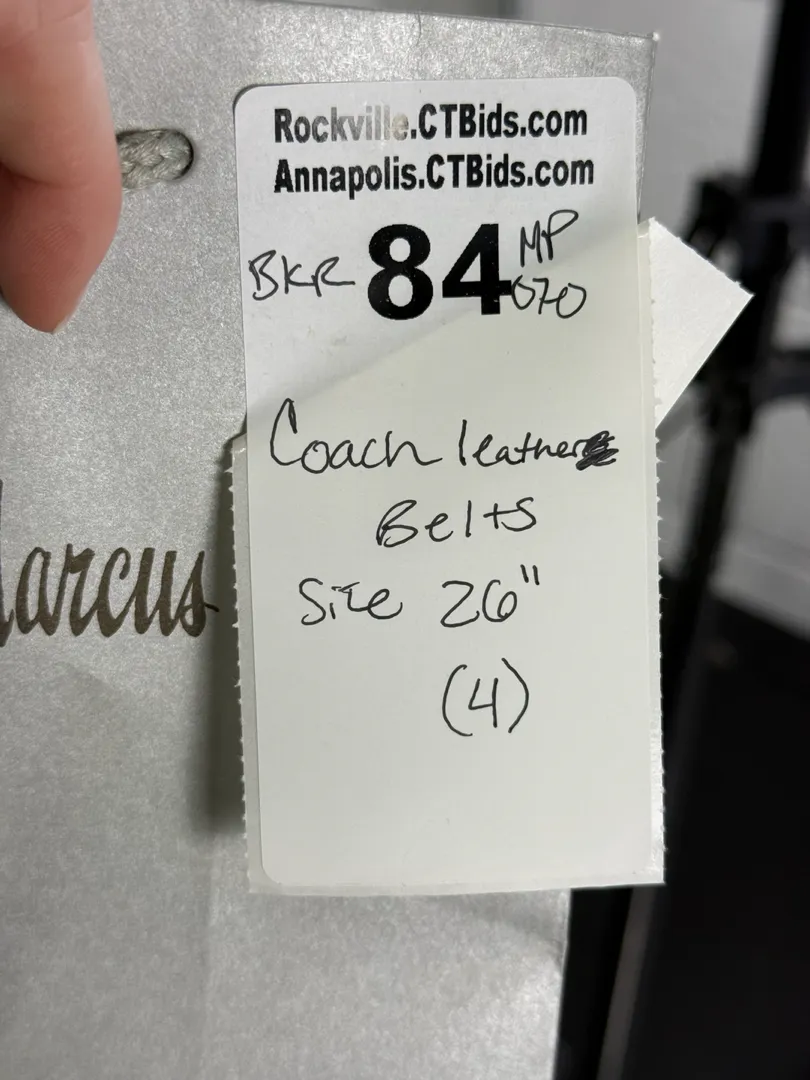 Rockville.CTBids.com
Annapolis.CTBids.com
BKR 84 MP
070
Coach leather
Belts
Size 26"
(4)
arcus